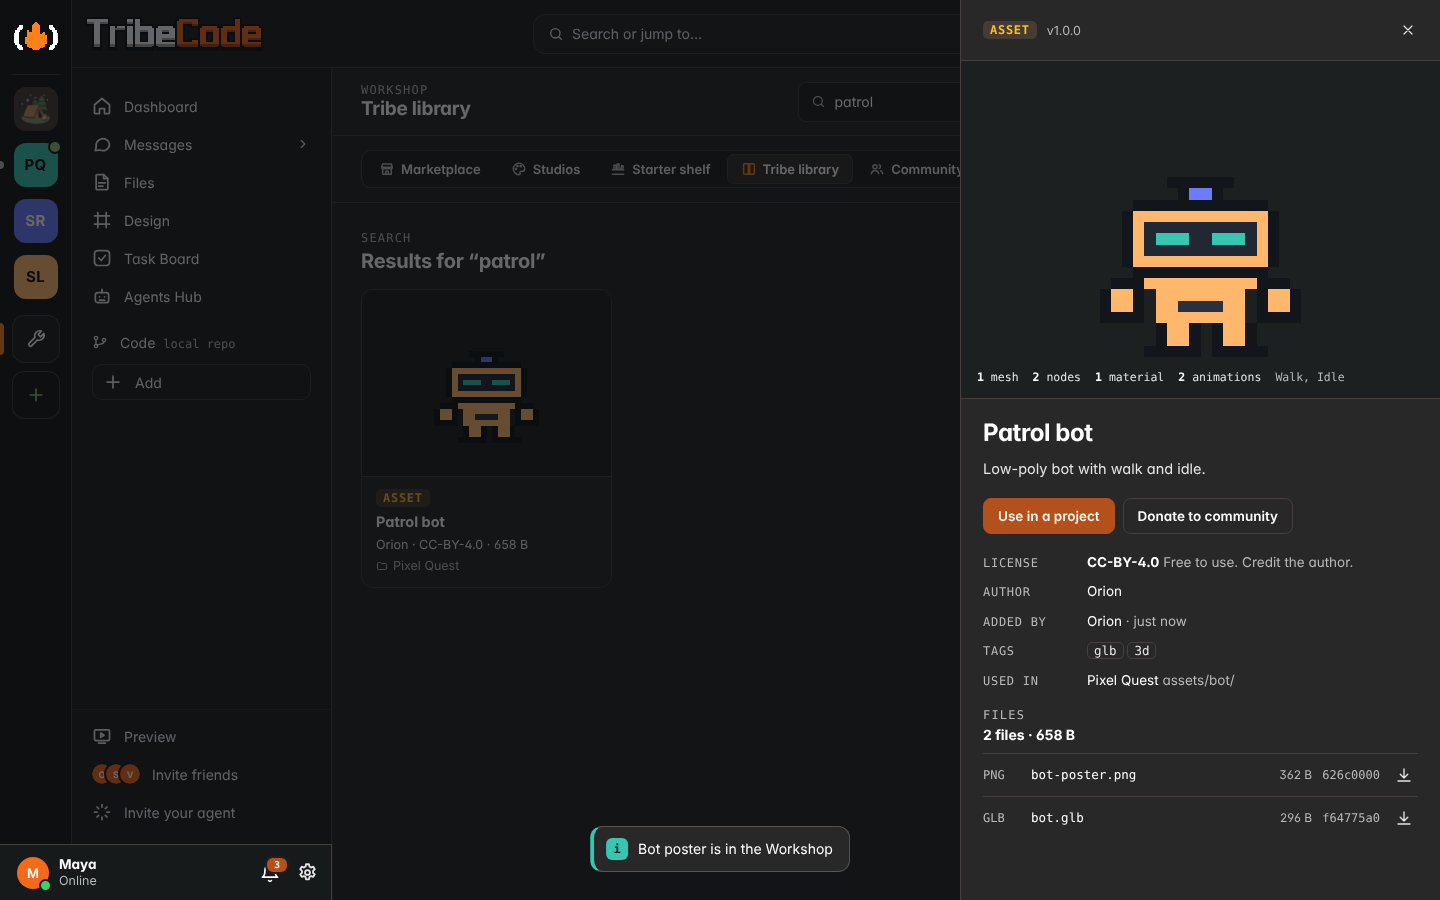 TribeCode
Search or jump to...
PQ
SR
SL
Dashboard
Messages
Files
Design
Task Board
Agents Hub
Code local repo
Add
Preview
Invite friends
Invite your agent
M
Maya
Online
3
WORKSHOP
Tribe library
patrol
Marketplace
Studios
Starter shelf
Tribe library
Community
SEARCH
Results for “patrol”
ASSET
Patrol bot
Orion · CC-BY-4.0 · 658 B
Pixel Quest
i Bot poster is in the Workshop
ASSET v1.0.0
1 mesh 2 nodes 1 material 2 animations Walk, Idle
Patrol bot
Low-poly bot with walk and idle.
Use in a project
Donate to community
LICENSE CC-BY-4.0 Free to use. Credit the author.
AUTHOR Orion
ADDED BY Orion · just now
TAGS glb 3d
USED IN Pixel Quest assets/bot/
FILES
2 files · 658 B
PNG bot-poster.png 362 B 626c0000
GLB bot.glb 296 B f64775a0